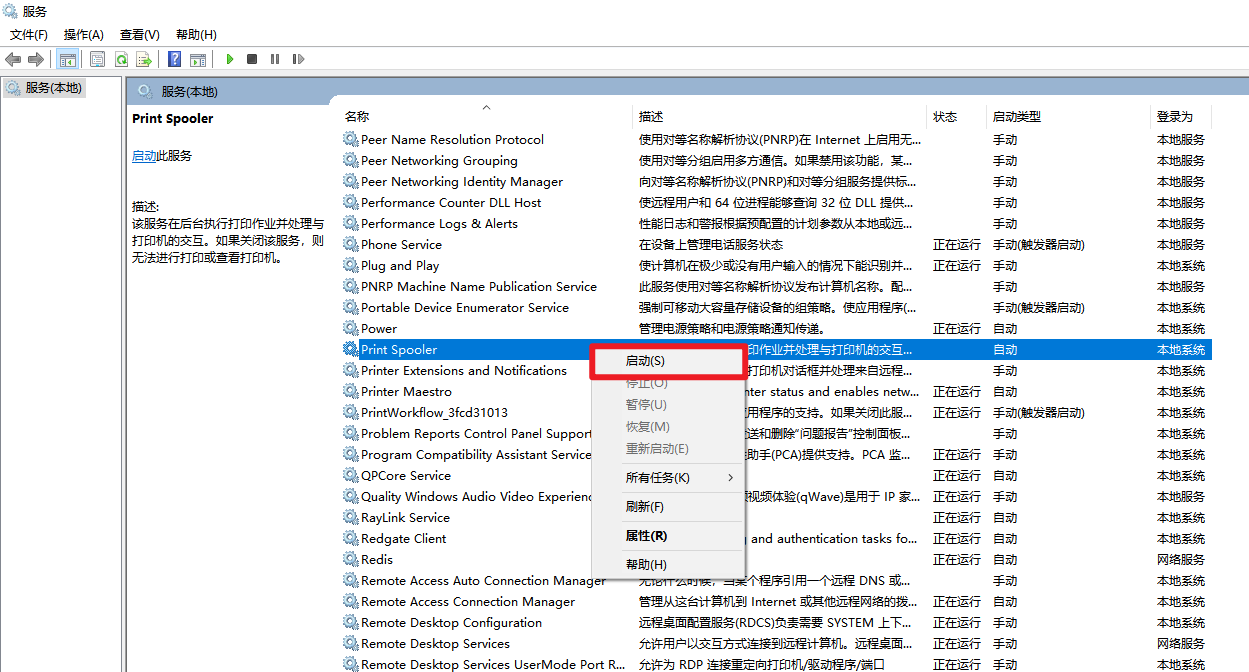 服务
文件(F) 操作(A) 查看(V) 帮助(H)
服务(本地)
服务(本地)
Print Spooler
启动此服务
描述:
该服务在后台执行打印作业并处理与
打印机的交互。如果关闭该服务，则
无法进行打印或查看打印机。
名称 描述 状态 启动类型 登录为
Peer Name Resolution Protocol 使用对等名称解析协议(PNRP)在 Internet 上启用无... 手动 本地服务
Peer Networking Grouping 使用对等分组启用多方通信。如果禁用该功能，某... 手动 本地服务
Peer Networking Identity Manager 向对等名称解析协议(PNRP)和对等分组服务提供标... 手动 本地服务
Performance Counter DLL Host 使远程用户和 64 位进程能够查询 32 位 DLL 提供... 手动 本地服务
Performance Logs & Alerts 性能日志和警报根据预配置的计划参数从本地或远... 手动 本地服务
Phone Service 在设备上管理电话服务状态 正在运行 手动(触发器启动) 本地服务
Plug and Play 使计算机在极少或没有用户输入的情况下能识别并... 正在运行 手动 本地系统
PNRP Machine Name Publication Service 此服务使用对等名称解析协议发布计算机名称。配... 手动 本地服务
Portable Device Enumerator Service 强制可移动大容量存储设备的组策略。使应用程序(... 手动(触发器启动) 本地系统
Power 管理电源策略和电源策略通知传递。 正在运行 自动 本地系统
Print Spooler 印作业并处理与打印机的交互... 自动 本地系统
Printer Extensions and Notifications 打印机对话框并处理来自远程... 手动 本地系统
Printer Maestro nter status and enables netw... 正在运行 自动 本地系统
PrintWorkflow_3fcd31013 用程序的支持。如果关闭此服... 正在运行 手动(触发器启动) 本地系统
Problem Reports Control Panel Support 送和删除"问题报告"控制面板... 手动 本地系统
Program Compatibility Assistant Service 助手(PCA)提供支持。PCA 监... 正在运行 自动 本地系统
QPCore Service 正在运行 自动 本地系统
Quality Windows Audio Video Experienc 视频体验(qWave)是用于 IP 家... 正在运行 手动 本地服务
RayLink Service 正在运行 自动 本地系统
Redgate Client and authentication tasks fo... 正在运行 自动 本地系统
Redis 正在运行 自动 网络服务
Remote Access Auto Connection Manager 无论什么时候，当某个程序引用一个远程 DNS 或... 手动 本地系统
Remote Access Connection Manager 管理从这台计算机到 Internet 或其他远程网络的拨... 正在运行 自动 本地系统
Remote Desktop Configuration 远程桌面配置服务(RDCS)负责需要 SYSTEM 上下... 正在运行 手动 本地系统
Remote Desktop Services 允许用户以交互方式连接到远程计算机。远程桌面... 正在运行 手动 网络服务
Remote Desktop Services UserMode Port R... 允许为 RDP 连接重定向打印机/驱动程序/端口 正在运行 手动 本地系统
启动(S)
停止(O)
暂停(U)
恢复(M)
重新启动(E)
所有任务(K)
刷新(F)
属性(R)
帮助(H)